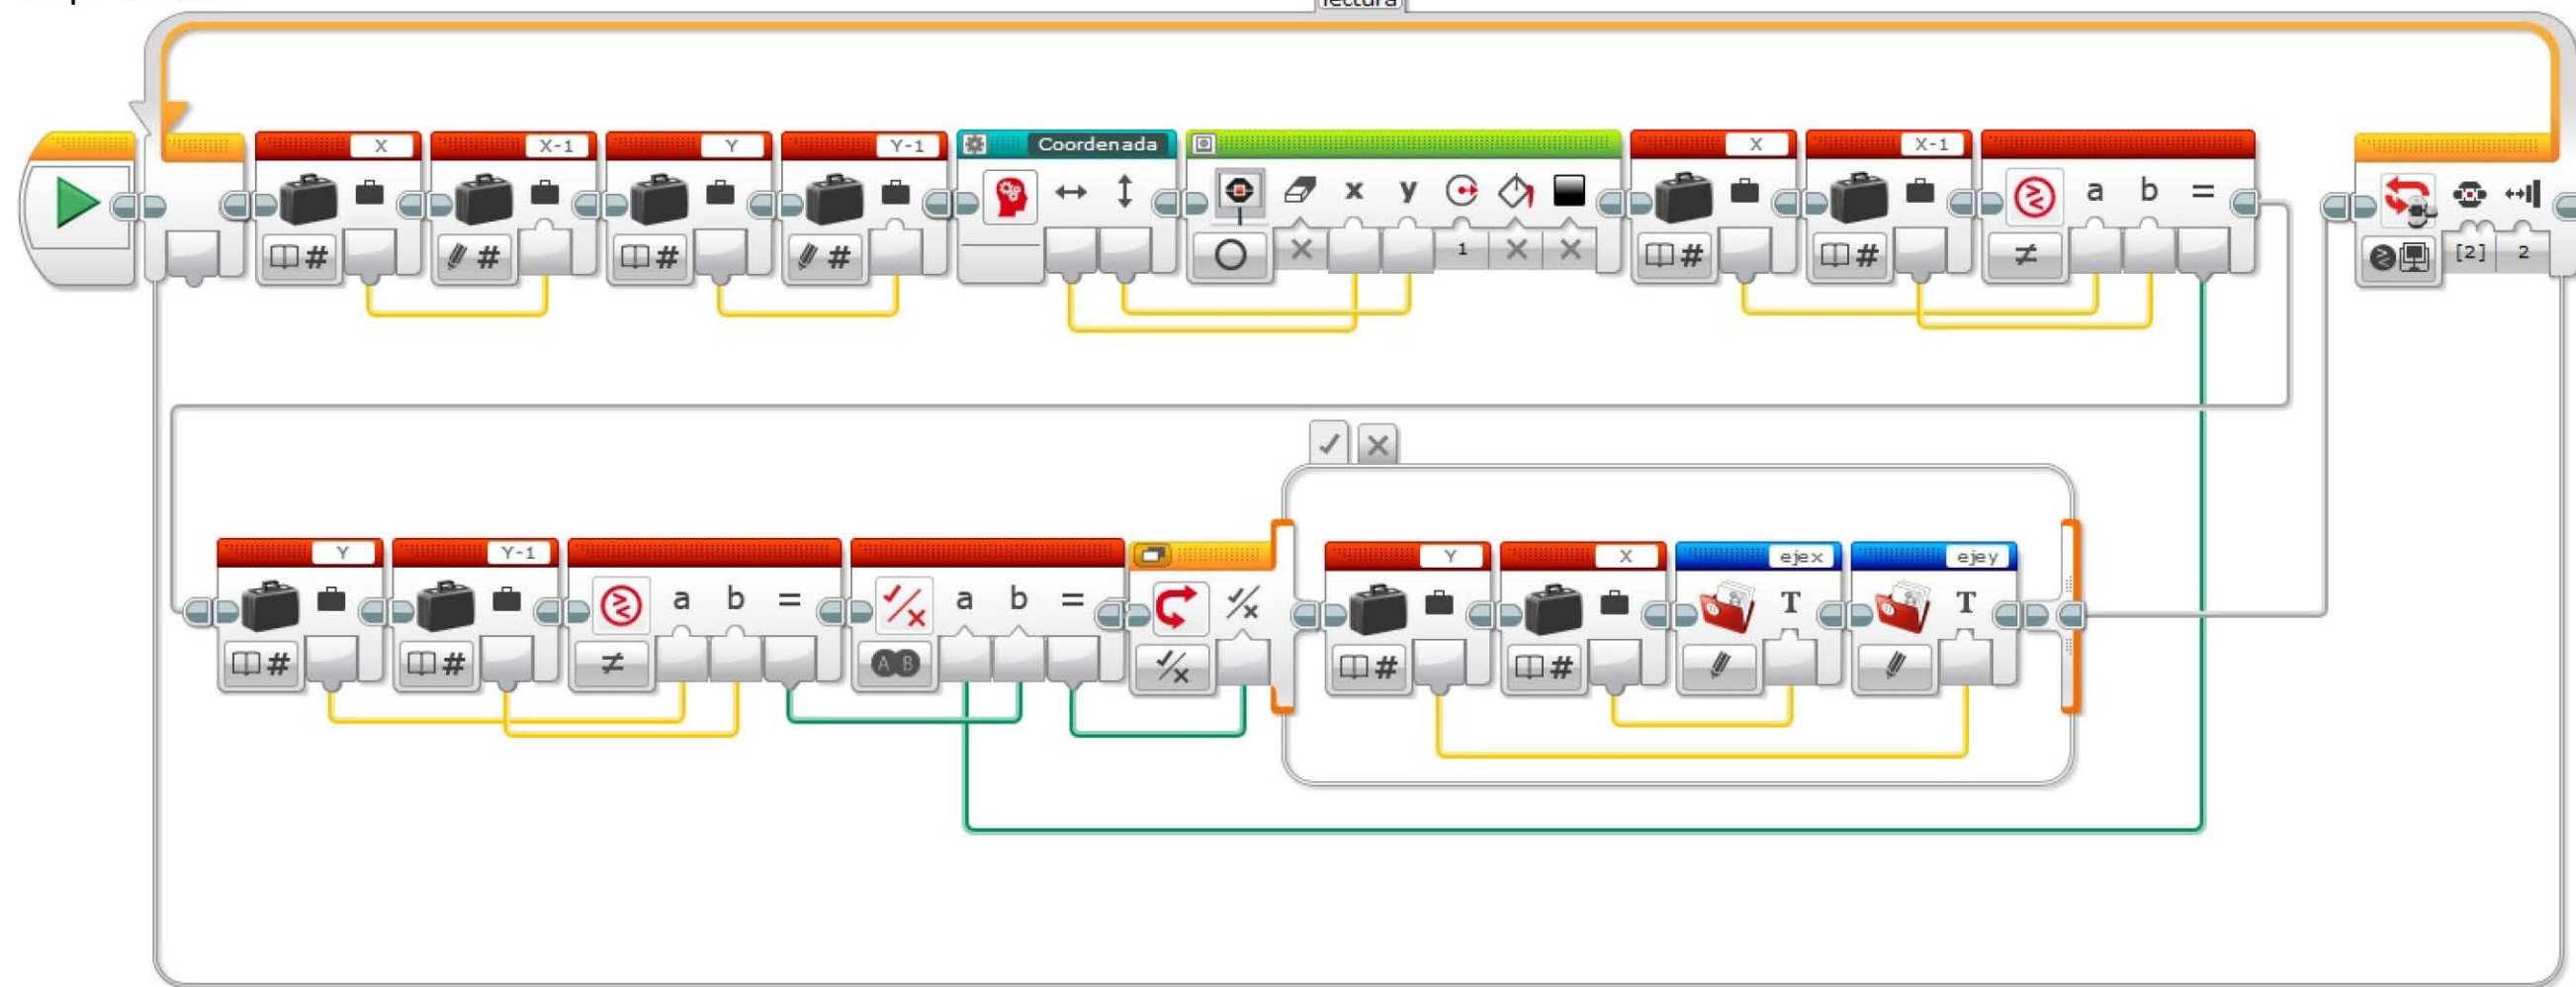 lectura
X
X-1
Y
Y-1
Coordenada
X
X-1
#
#
#
#
x
y
1
#
#
a
b
=
≠
[2]
2
Y
Y-1
#
#
a
b
=
≠
a
b
=
A B
Y
X
ejex
ejey
#
#
T
T